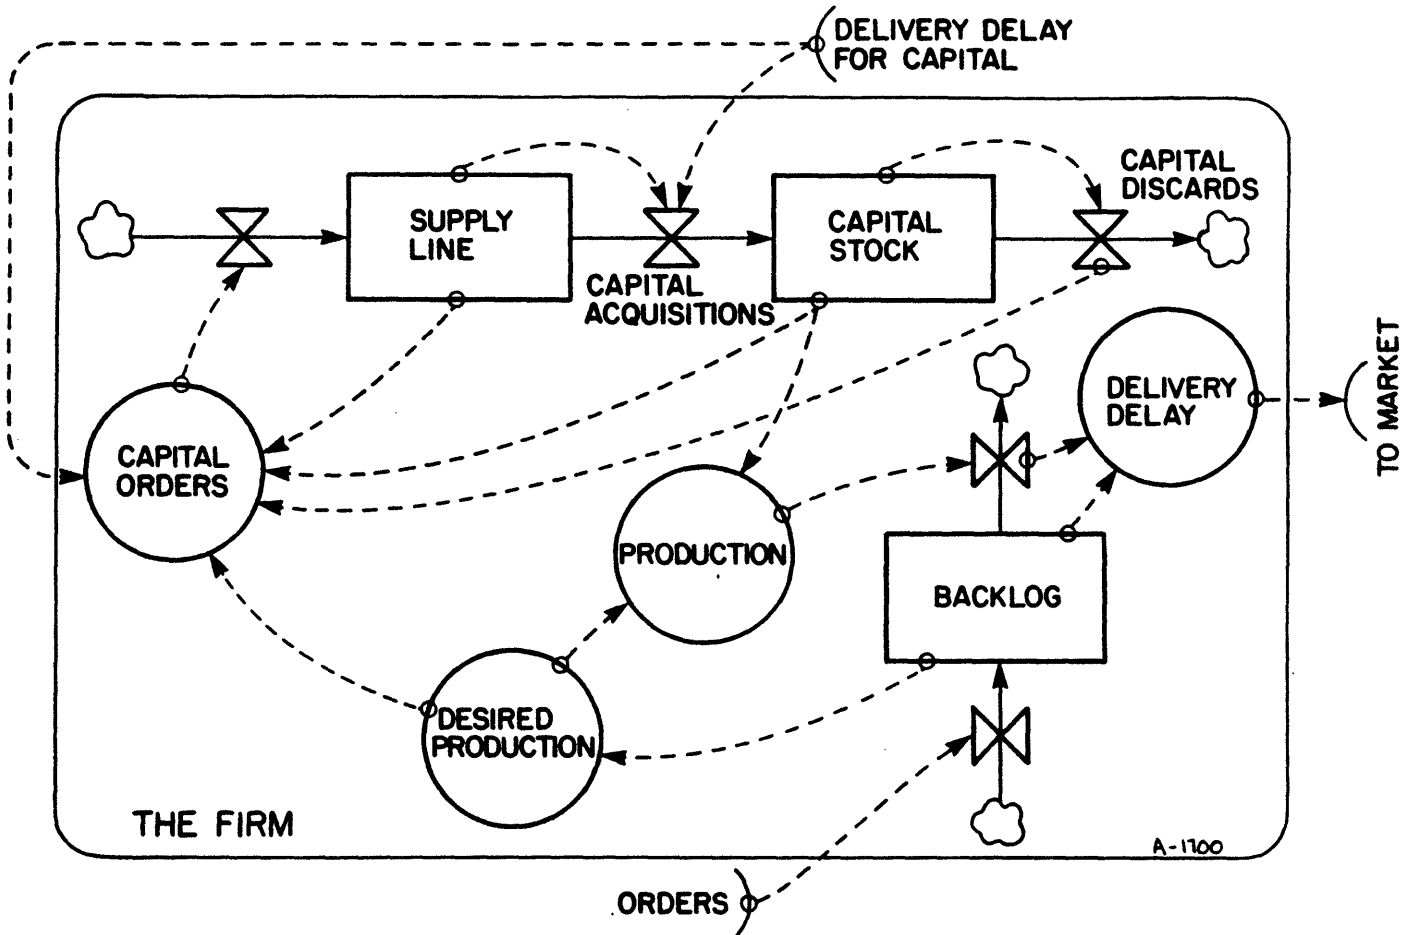 DELIVERY DELAY
FOR CAPITAL
CAPITAL
DISCARDS
SUPPLY
LINE
CAPITAL
STOCK
CAPITAL
ACQUISITIONS
DELIVERY
DELAY
TO MARKET
CAPITAL
ORDERS
PRODUCTION
BACKLOG
DESIRED
PRODUCTION
THE FIRM
A-1700
ORDERS